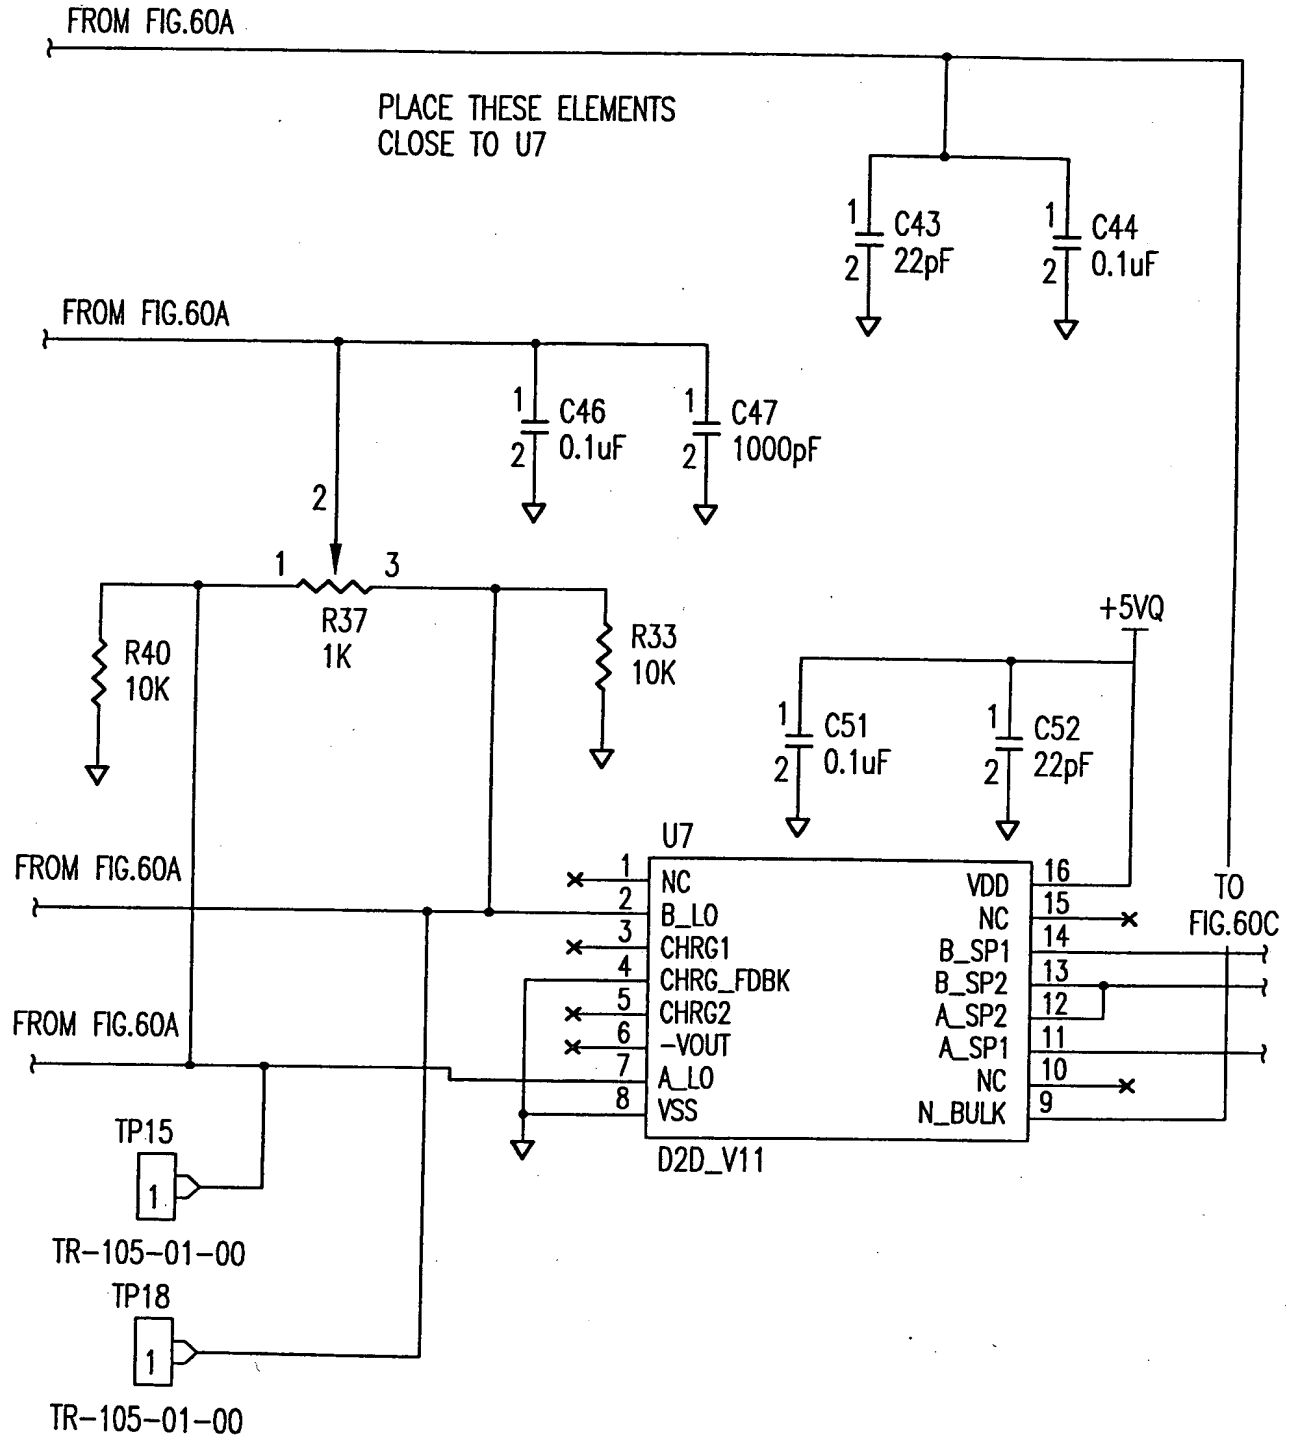 FROM FIG.60A
PLACE THESE ELEMENTS
CLOSE TO U7
1
C43
2
22pF
1
C44
2
0.1uF
FROM FIG.60A
1
C46
2
0.1uF
1
C47
2
1000pF
2
1
3
R37
1K
R40
10K
R33
10K
+5VQ
1
C51
2
0.1uF
1
C52
2
22pF
U7
FROM FIG.60A
FROM FIG.60A
1 NC
2 B_LO
3 CHRG1
4 CHRG_FDBK
5 CHRG2
6 -VOUT
7 A_LO
8 VSS
VDD 16
NC 15
B_SP1 14
B_SP2 13
A_SP2 12
A_SP1 11
NC 10
N_BULK 9
D2D_V11
TO
FIG.60C
TP15
1
TR-105-01-00
TP18
1
TR-105-01-00